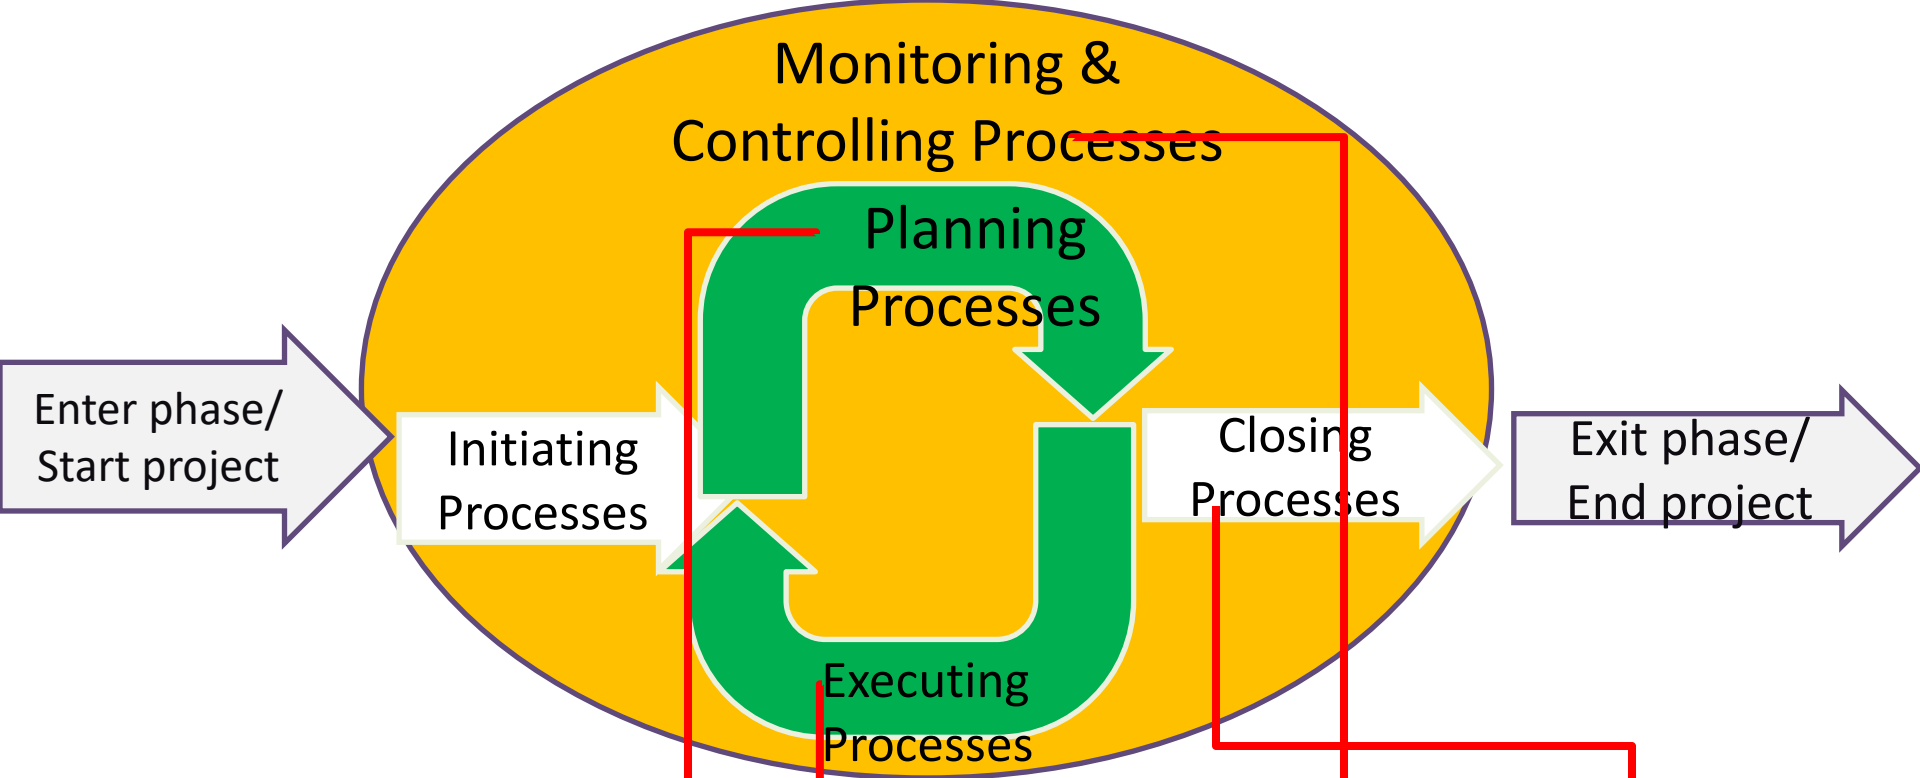 Monitoring &
Controlling Processes
Planning
Processes
Enter phase/
Start project
Initiating
Processes
Closing
Processes
Exit phase/
End project
Executing
Processes